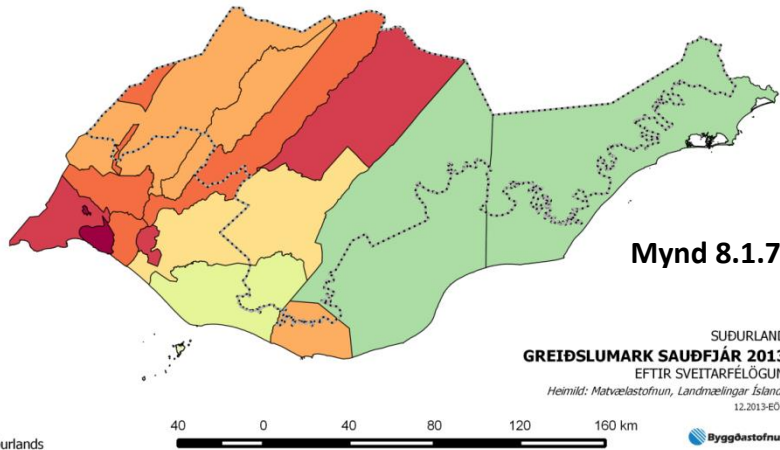 Mynd 8.1.7
SUÐURLAND
GREIÐSLUMARK SAUÐFJÁR 2013
EFTIR SVEITARFÉLÖGUM
Heimild: Matvælastofnun, Landmælingar Íslands
12.2013-EÖ
urlands
40 0 40 80 120 160 km
Byggðastofnun